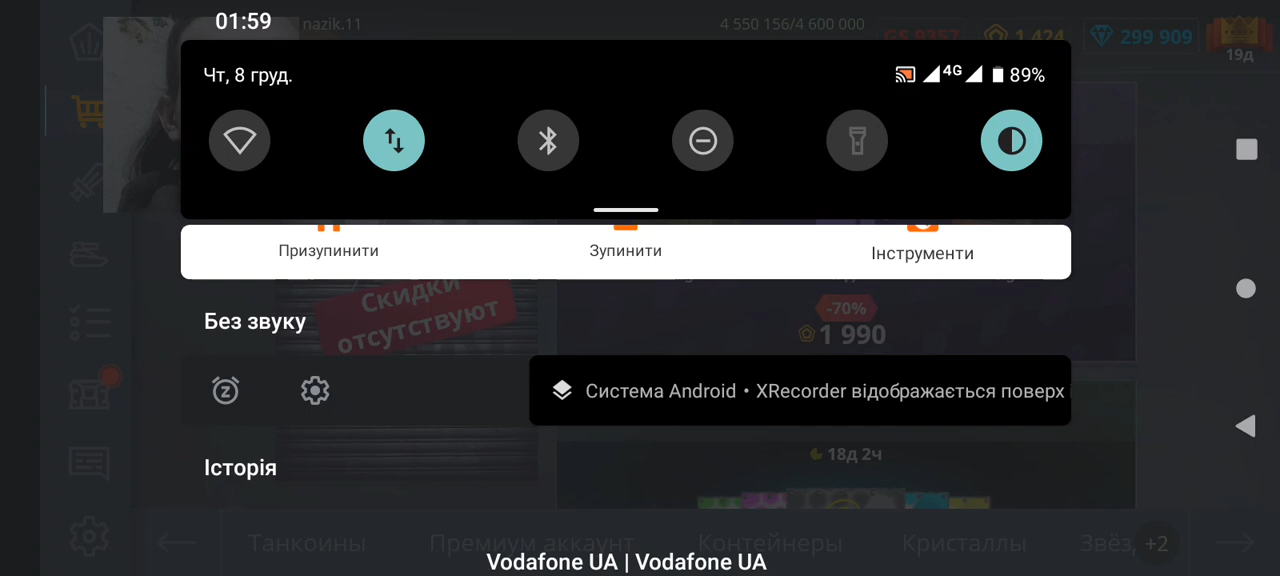 01:59
nazik.11
4 550 156/4 600 000
GS 9357
1 424
299 909
19д
Чт, 8 груд.
4G
89%
Призупинити
Зупинити
Інструменти
Скидки
отсутствуют
-70%
1 990
Без звуку
Система Android • XRecorder відображається поверх
18д 2ч
Історія
Танкоины
Премиум аккаунт
Контейнеры
Кристаллы
Звёз
+2
Vodafone UA | Vodafone UA